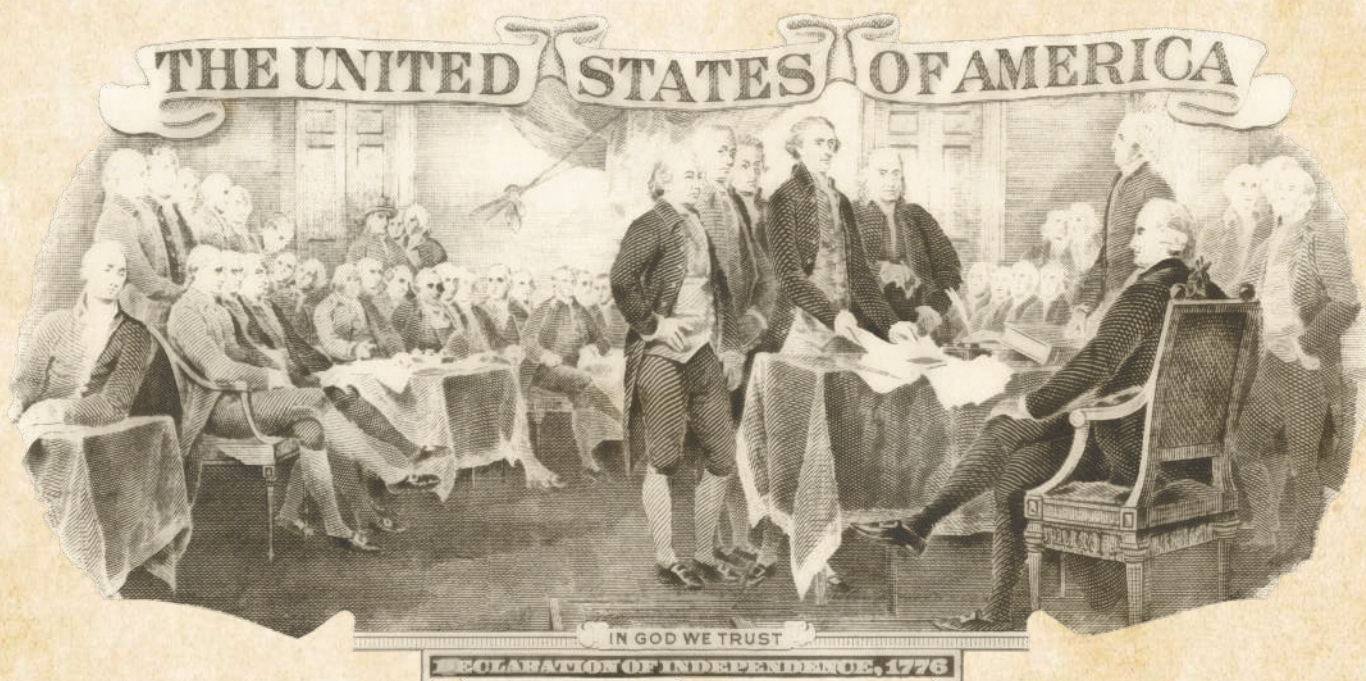 THE UNITED STATES OF AMERICA
IN GOD WE TRUST
DECLARATION OF INDEPENDENCE, 1776